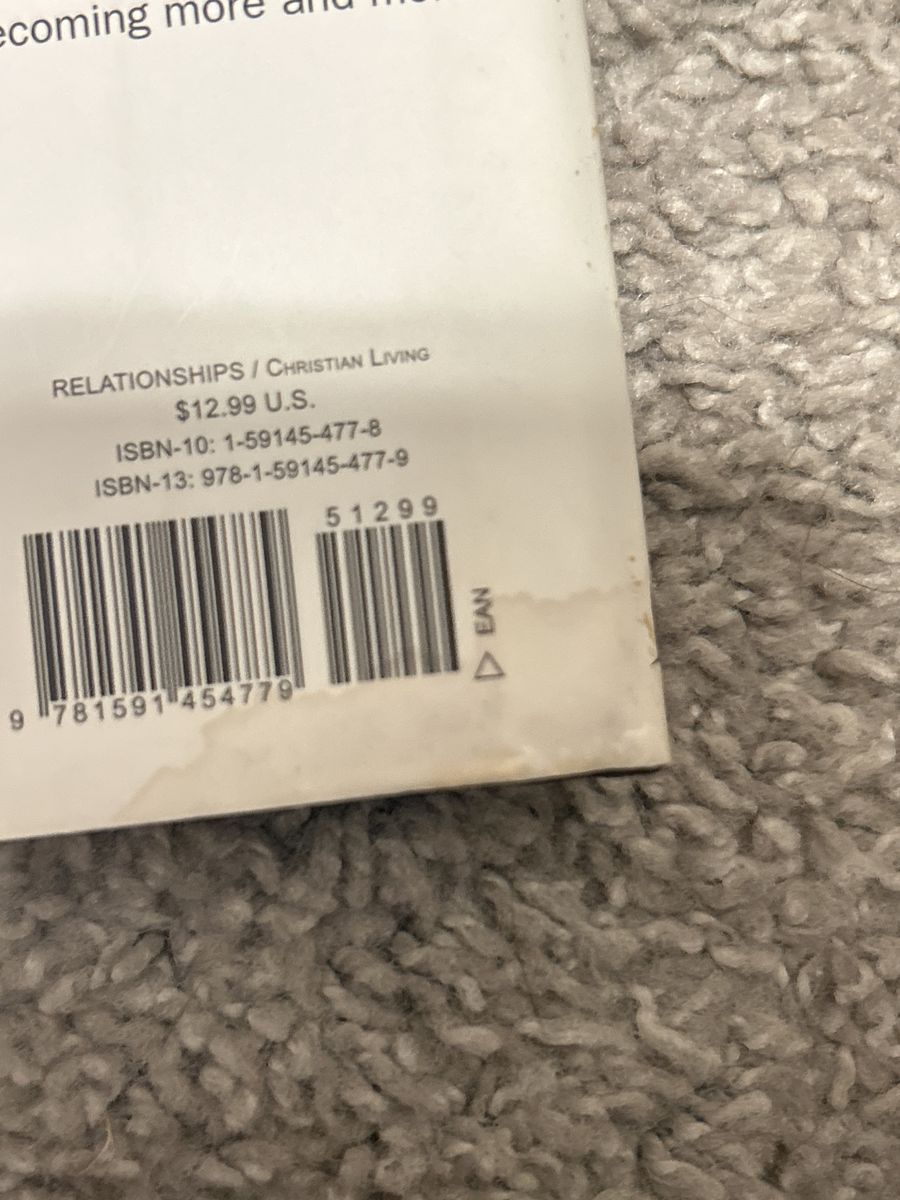 ecoming more and
RELATIONSHIPS / CHRISTIAN LIVING
$12.99 U.S.
ISBN-10: 1-59145-477-8
ISBN-13: 978-1-59145-477-9
51299
9 781591 454779
EAN